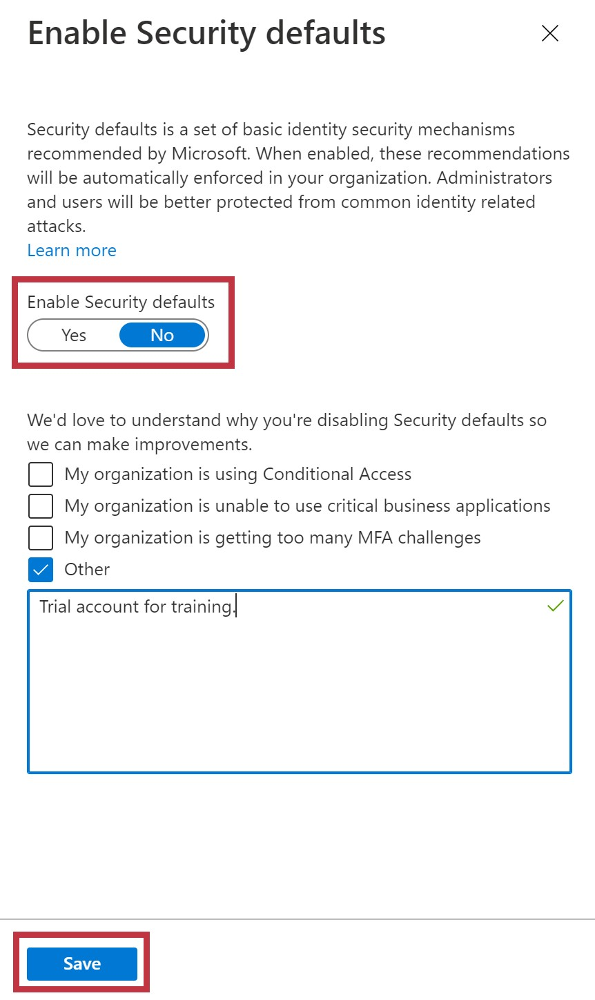 Enable Security defaults
Security defaults is a set of basic identity security mechanisms
recommended by Microsoft. When enabled, these recommendations
will be automatically enforced in your organization. Administrators
and users will be better protected from common identity related
attacks.
Learn more
Enable Security defaults
Yes No
We'd love to understand why you're disabling Security defaults so
we can make improvements.
My organization is using Conditional Access
My organization is unable to use critical business applications
My organization is getting too many MFA challenges
Other
Trial account for training.
Save